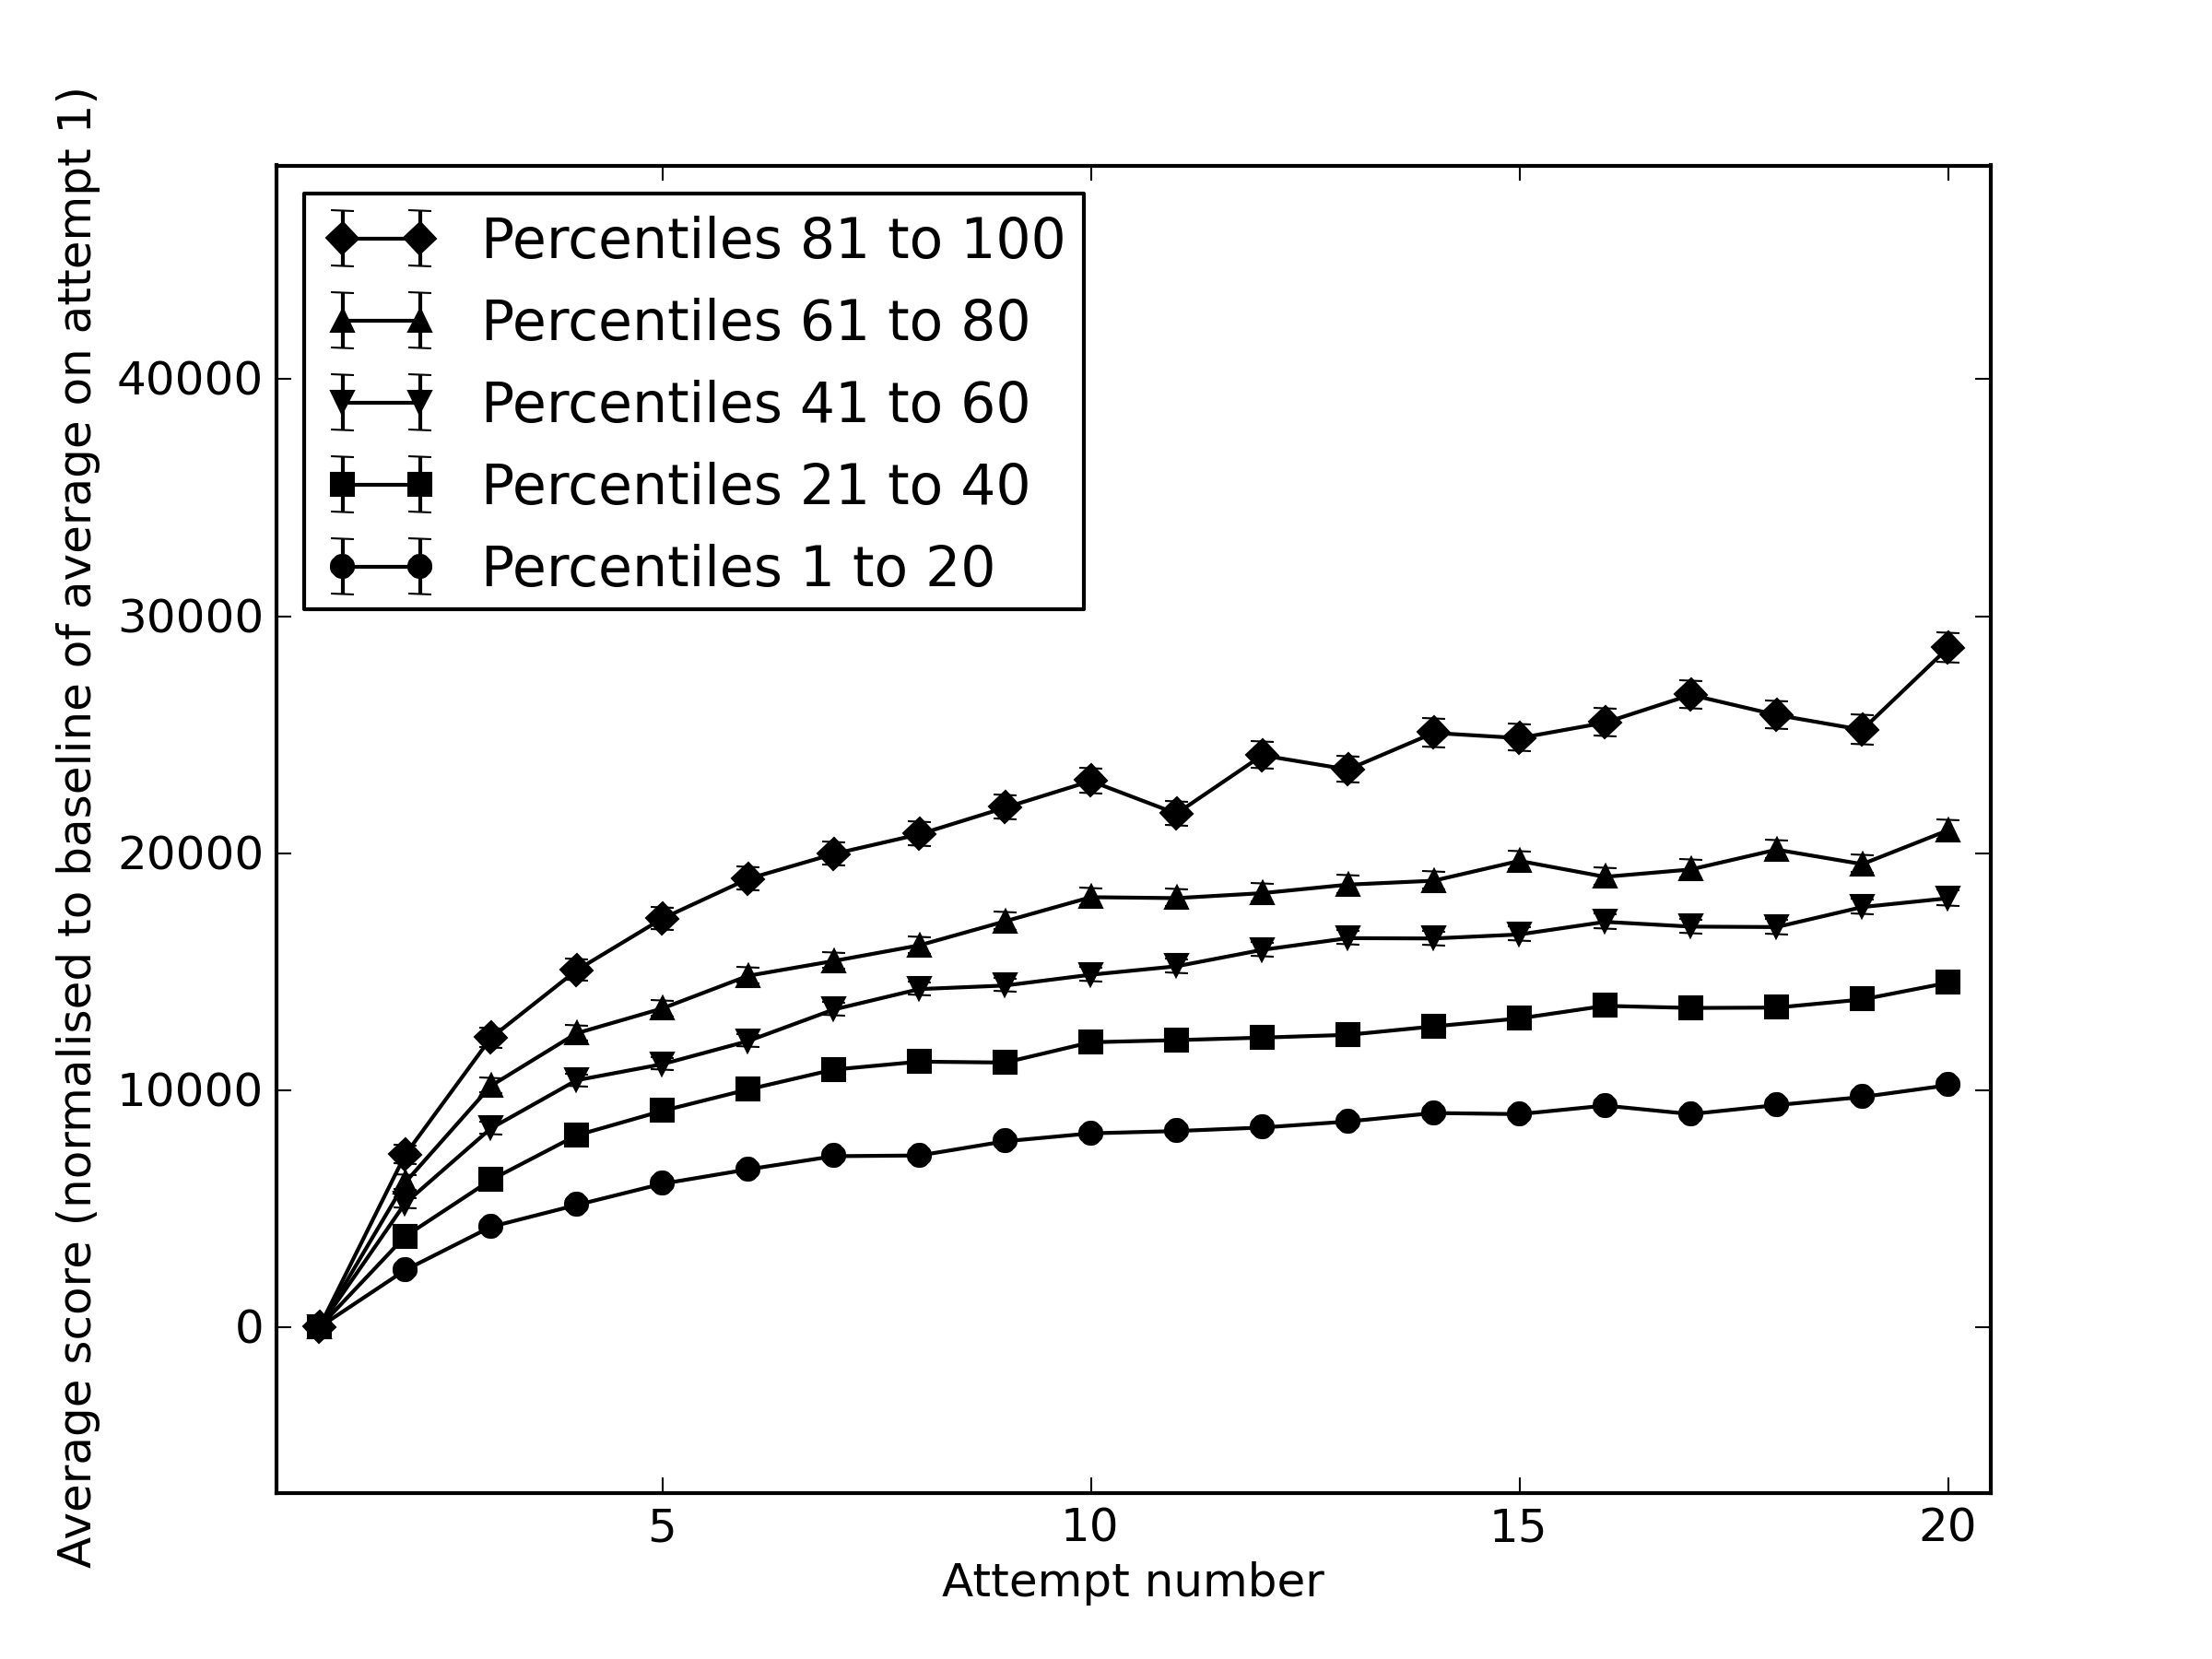 Average score (normalised to baseline of average on attempt 1)
Percentiles 81 to 100
Percentiles 61 to 80
Percentiles 41 to 60
Percentiles 21 to 40
Percentiles 1 to 20
40000
30000
20000
10000
0
5 10 15 20
Attempt number